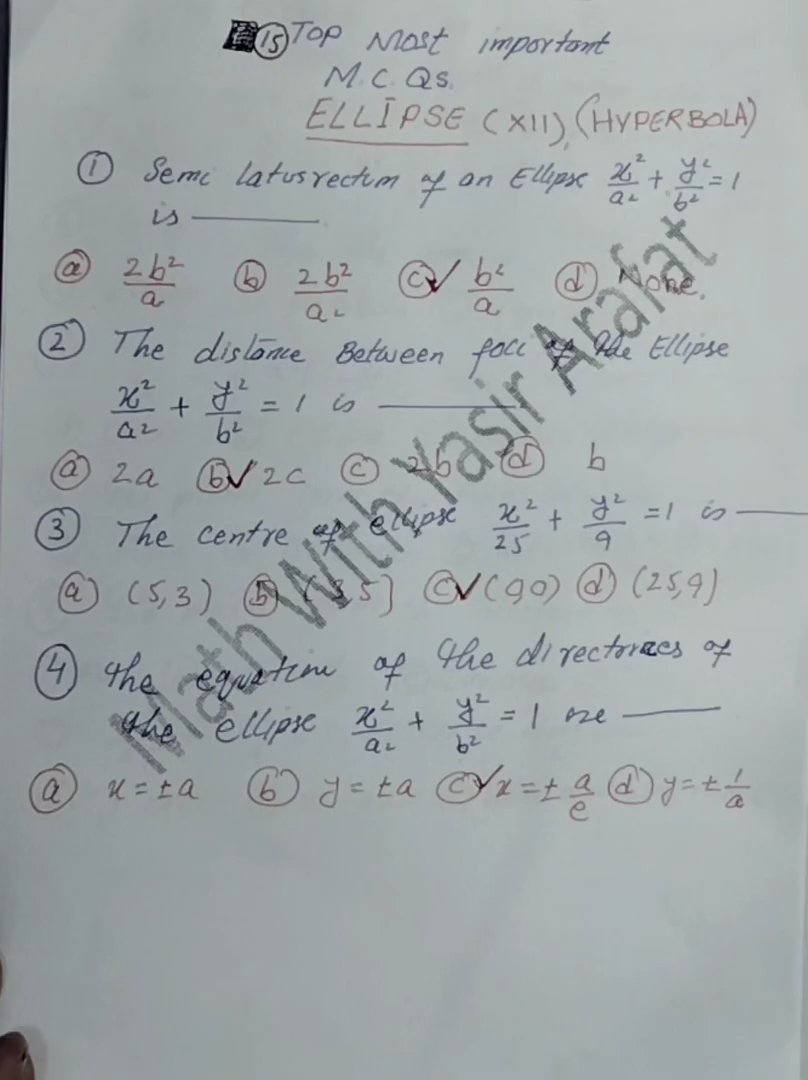 15 Top Most important
M.C.Qs.
ELLIPSE (XII), (HYPERBOLA)
① Semi latusrectum of an Ellipse x²/a² + y²/b² = 1
is ______
ⓐ 2b²/a ⓑ 2b²/a² ⓒ✓ b²/a ⓓ None.
② The distance Between foci of the Ellipse
x²/a² + y²/b² = 1 is ______
ⓐ 2a ⓑ✓ 2c ⓒ 2b ⓓ b
③ The centre of ellipse x²/25 + y²/9 = 1 is ______
ⓐ (5,3) ⓑ (3,5) ⓒ✓ (0,0) ⓓ (25,9)
④ the equation of the directorices of
the ellipse x²/a² + y²/b² = 1 are ______
ⓐ x = ±a ⓑ y = ±a ⓒ✓ x = ± a/e ⓓ y = ± 1/a
Math With Yasir Arafat